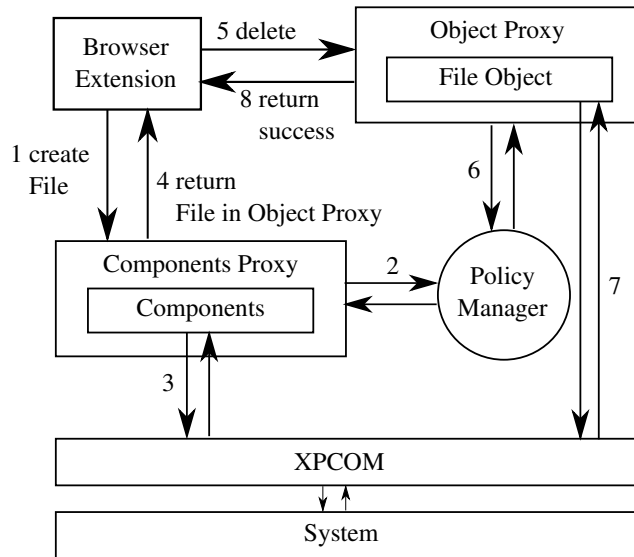 5 delete
Browser
Extension
Object Proxy
File Object
8 return
success
1 create
File
4 return
File in Object Proxy
6
Components Proxy
Components
2
Policy
Manager
7
3
XPCOM
System